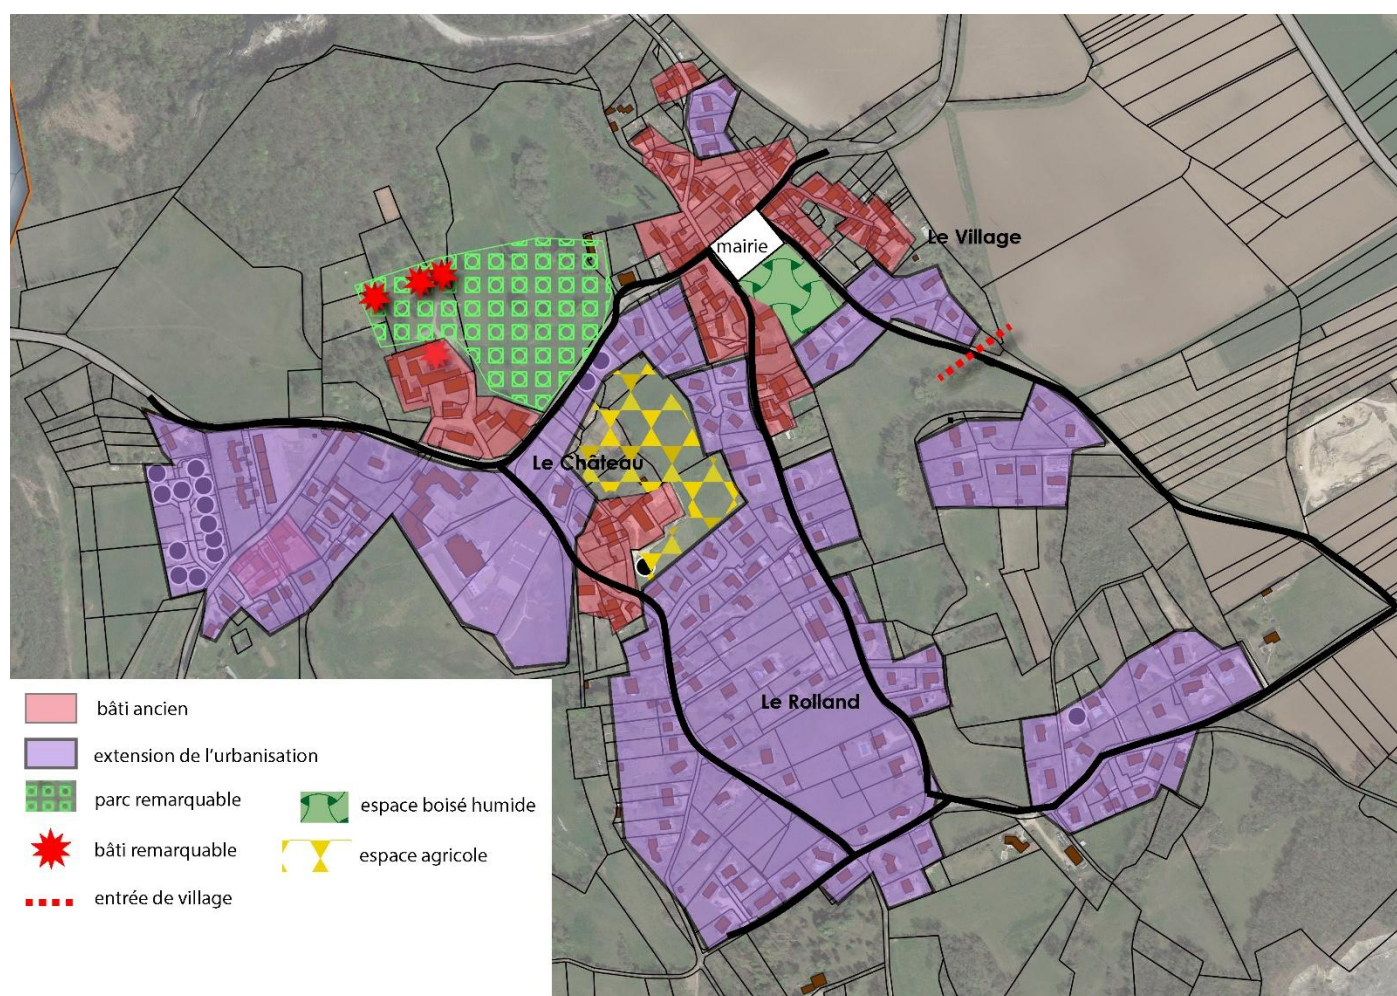 mairie
Le Village
Le Château
Le Rolland
bâti ancien
extension de l'urbanisation
parc remarquable
espace boisé humide
bâti remarquable
espace agricole
entrée de village